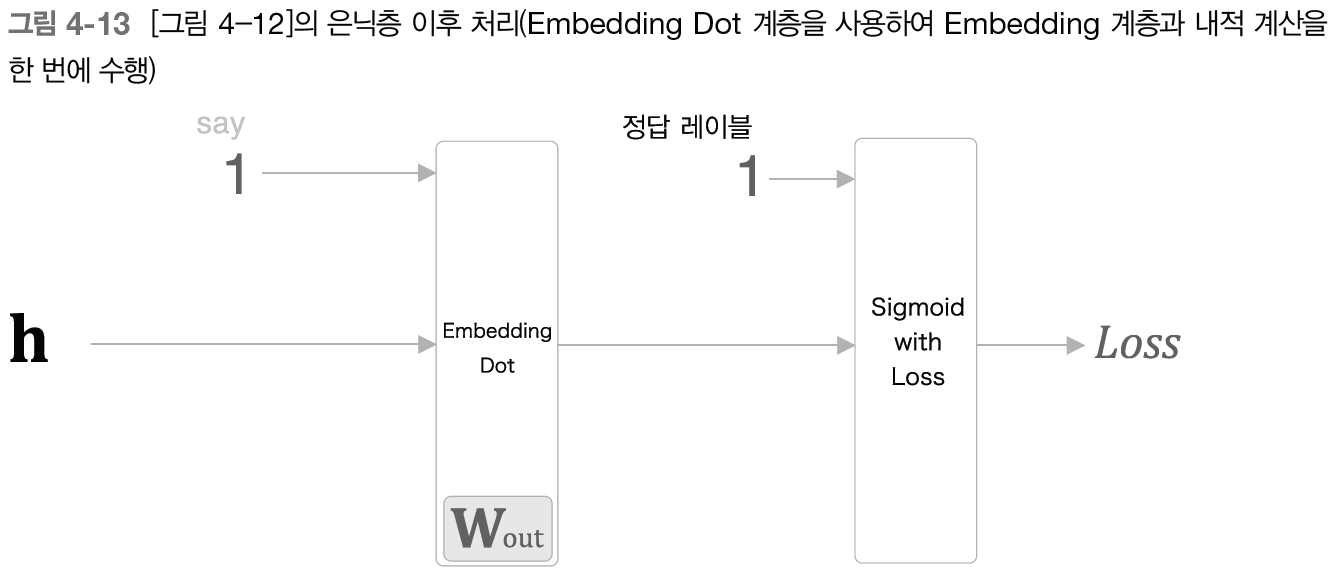 그림 4-13 [그림 4-12]의 은닉층 이후 처리(Embedding Dot 계층을 사용하여 Embedding 계층과 내적 계산을
한 번에 수행)
say
1
정답 레이블
1
h
Embedding
Dot
Sigmoid
with
Loss
Loss
Wout